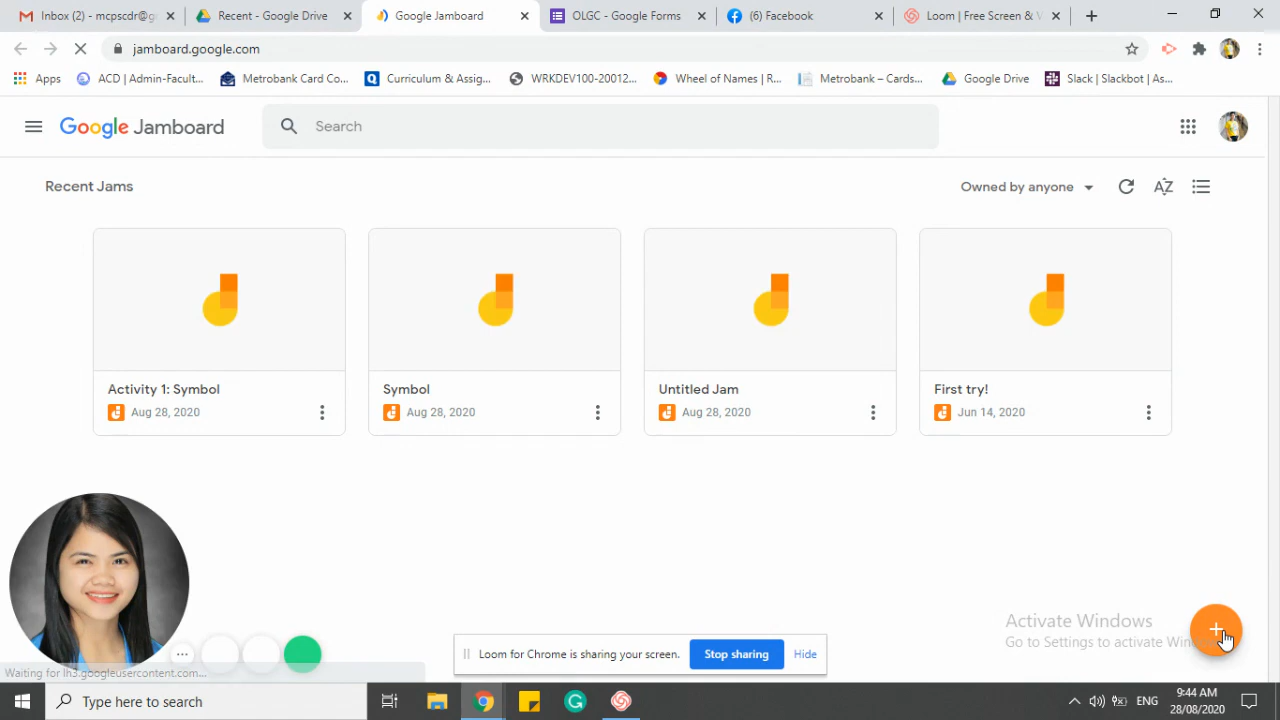 Inbox (2) - mcpscdr@g
Recent - Google Drive
Google Jamboard
OLGC - Google Forms
(6) Facebook
Loom | Free Screen & V
jamboard.google.com
Apps
ACD | Admin-Facult...
Metrobank Card Co...
Curriculum & Assig...
WRKDEV100-20012...
Wheel of Names | R...
Metrobank – Cards...
Google Drive
Slack | Slackbot | As...
Google Jamboard
Search
Recent Jams
Owned by anyone
AZ
Activity 1: Symbol
Aug 28, 2020
Symbol
Aug 28, 2020
Untitled Jam
Aug 28, 2020
First try!
Jun 14, 2020
Activate Windows
Go to Settings to activate Win
Loom for Chrome is sharing your screen.
Stop sharing
Hide
Waiting for lh3.googleusercontent.com...
Type here to search
ENG
9:44 AM
28/08/2020